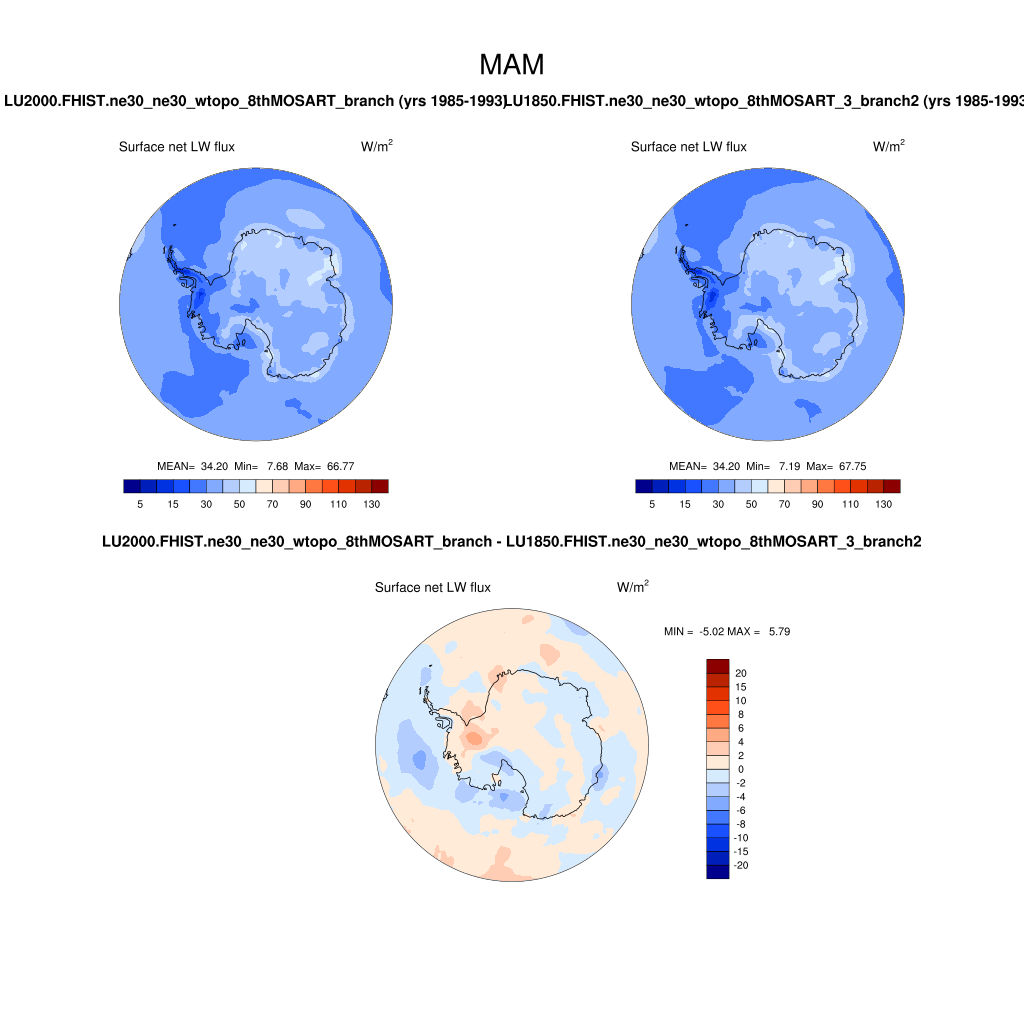 MAM
LU2000.FHIST.ne30_ne30_wtopo_8thMOSART_branch (yrs 1985-1993)
LU1850.FHIST.ne30_ne30_wtopo_8thMOSART_3_branch2 (yrs 1985-1993
Surface net LW flux W/m²
Surface net LW flux W/m²
MEAN= 34.20 Min= 7.68 Max= 66.77
MEAN= 34.20 Min= 7.19 Max= 67.75
5 15 30 50 70 90 110 130
5 15 30 50 70 90 110 130
LU2000.FHIST.ne30_ne30_wtopo_8thMOSART_branch - LU1850.FHIST.ne30_ne30_wtopo_8thMOSART_3_branch2
Surface net LW flux W/m²
MIN = -5.02 MAX = 5.79
20
15
10
8
6
4
2
0
-2
-4
-6
-8
-10
-15
-20